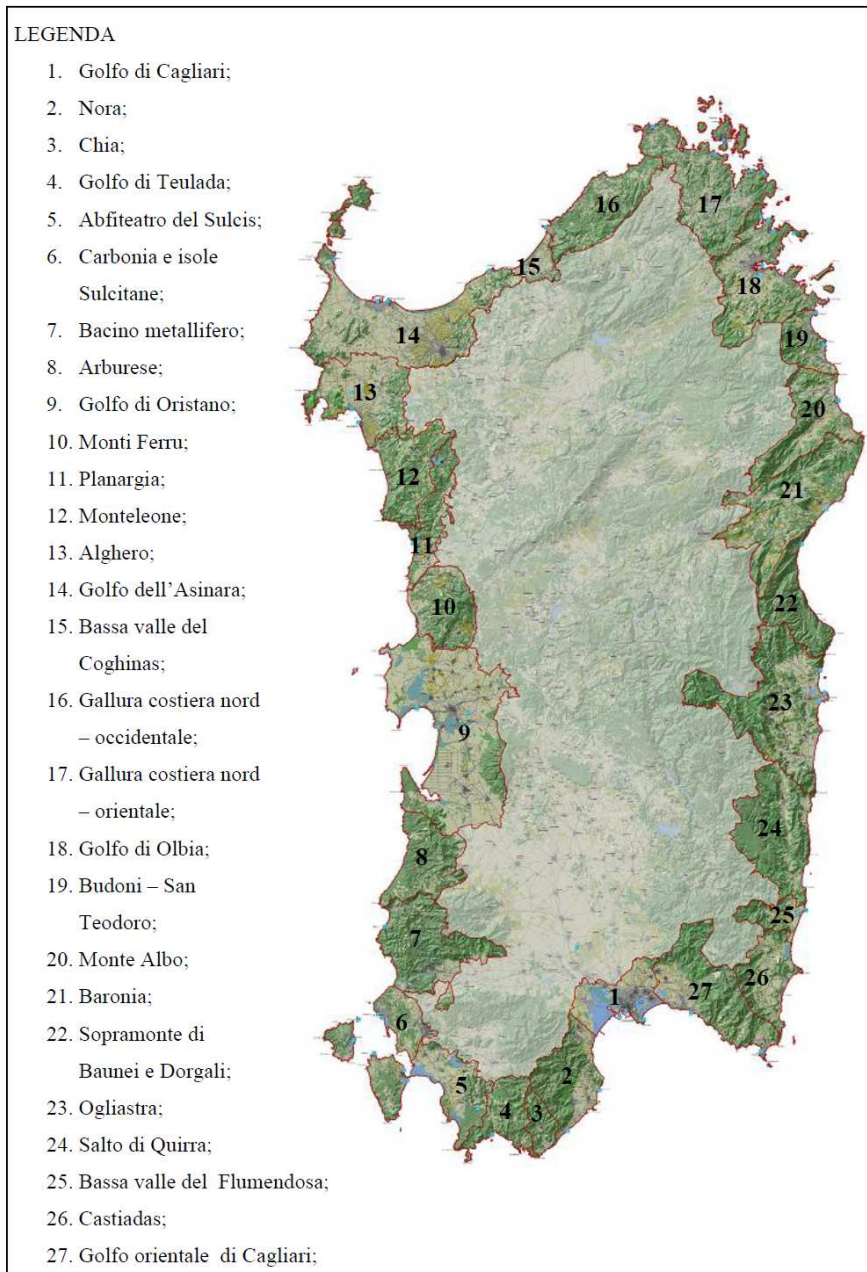 LEGENDA
1. Golfo di Cagliari;
2. Nora;
3. Chia;
4. Golfo di Teulada;
5. Abfiteatro del Sulcis;
6. Carbonia e isole
Sulcitane;
7. Bacino metallifero;
8. Arburese;
9. Golfo di Oristano;
10. Monti Ferru;
11. Planargia;
12. Monteleone;
13. Alghero;
14. Golfo dell’Asinara;
15. Bassa valle del
Coghinas;
16. Gallura costiera nord
– occidentale;
17. Gallura costiera nord
– orientale;
18. Golfo di Olbia;
19. Budoni – San
Teodoro;
20. Monte Albo;
21. Baronia;
22. Sopramonte di
Baunei e Dorgali;
23. Ogliastra;
24. Salto di Quirra;
25. Bassa valle del Flumendosa;
26. Castiadas;
27. Golfo orientale di Cagliari;
16
17
15
18
14
19
13
20
12
21
11
22
10
23
9
24
8
25
7
26
27
1
6
2
5
4
3